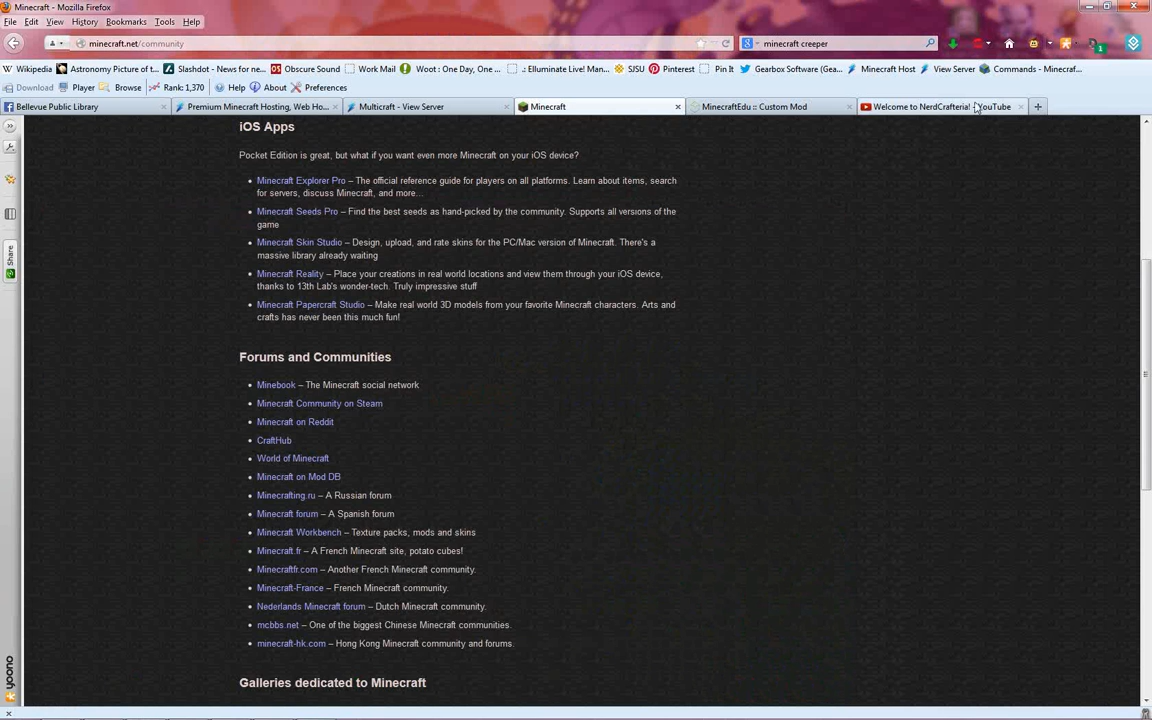 Minecraft - Mozilla Firefox
File Edit View History Bookmarks Tools Help
minecraft.net/community
minecraft creeper
1
Wikipedia Astronomy Picture of t... Slashdot - News for ne... Obscure Sound Work Mail Woot : One Day, One ... .: Elluminate Live! Man... SJSU Pinterest Pin It Gearbox Software (Gea... Minecraft Host View Server Commands - Minecraf...
Download Player Browse Rank: 1,370 Help About Options
Bellevue Public Library Premium Minecraft Hosting, Web Ho... Multicraft - View Server Minecraft MinecraftEdu :: Custom Mod Welcome to NerdCrafteria! - YouTube
iOS Apps
Pocket Edition is great, but what if you want even more Minecraft on your iOS device?
• Minecraft Explorer Pro – The official reference guide for players on all platforms. Learn about items, search
for servers, discuss Minecraft, and more...
• Minecraft Seeds Pro – Find the best seeds as hand-picked by the community. Supports all versions of the
game
• Minecraft Skin Studio – Design, upload, and rate skins for the PC/Mac version of Minecraft. There's a
massive library already waiting
• Minecraft Reality – Place your creations in real world locations and view them through your iOS device,
thanks to 13th Lab's wonder-tech. Truly impressive stuff
• Minecraft Papercraft Studio – Make real world 3D models from your favorite Minecraft characters. Arts and
crafts has never been this much fun!
Share
Forums and Communities
• Minebook – The Minecraft social network
• Minecraft Community on Steam
• Minecraft on Reddit
• CraftHub
• World of Minecraft
• Minecraft on Mod DB
• Minecrafting.ru – A Russian forum
• Minecraft forum – A Spanish forum
• Minecraft Workbench – Texture packs, mods and skins
• Minecraft.fr – A French Minecraft site, potato cubes!
• Minecraftfr.com – Another French Minecraft community.
• Minecraft-France – French Minecraft community.
• Nederlands Minecraft forum – Dutch Minecraft community.
• mcbbs.net – One of the biggest Chinese Minecraft communities.
• minecraft-hk.com – Hong Kong Minecraft community and forums.
yoono
Galleries dedicated to Minecraft